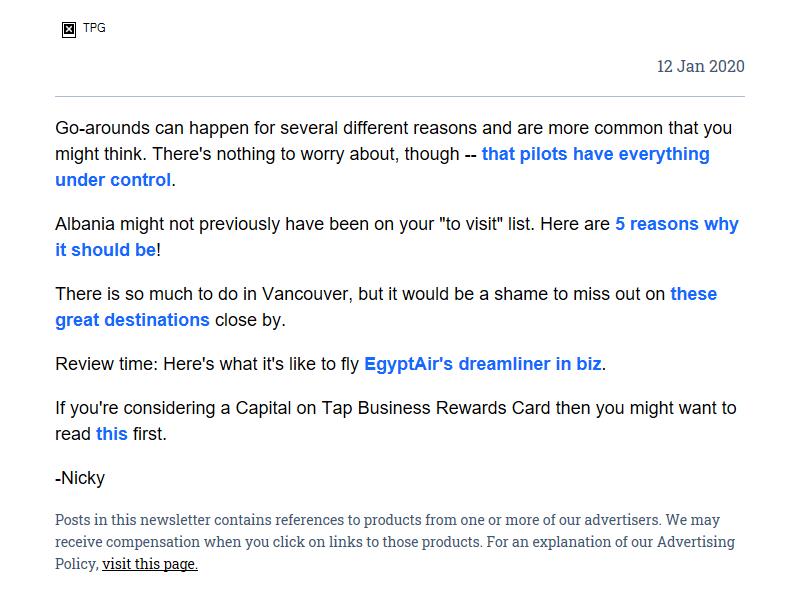 TPG
12 Jan 2020
Go-arounds can happen for several different reasons and are more common that you
might think. There's nothing to worry about, though -- that pilots have everything
under control.
Albania might not previously have been on your "to visit" list. Here are 5 reasons why
it should be!
There is so much to do in Vancouver, but it would be a shame to miss out on these
great destinations close by.
Review time: Here's what it's like to fly EgyptAir's dreamliner in biz.
If you're considering a Capital on Tap Business Rewards Card then you might want to
read this first.
-Nicky
Posts in this newsletter contains references to products from one or more of our advertisers. We may
receive compensation when you click on links to those products. For an explanation of our Advertising
Policy, visit this page.